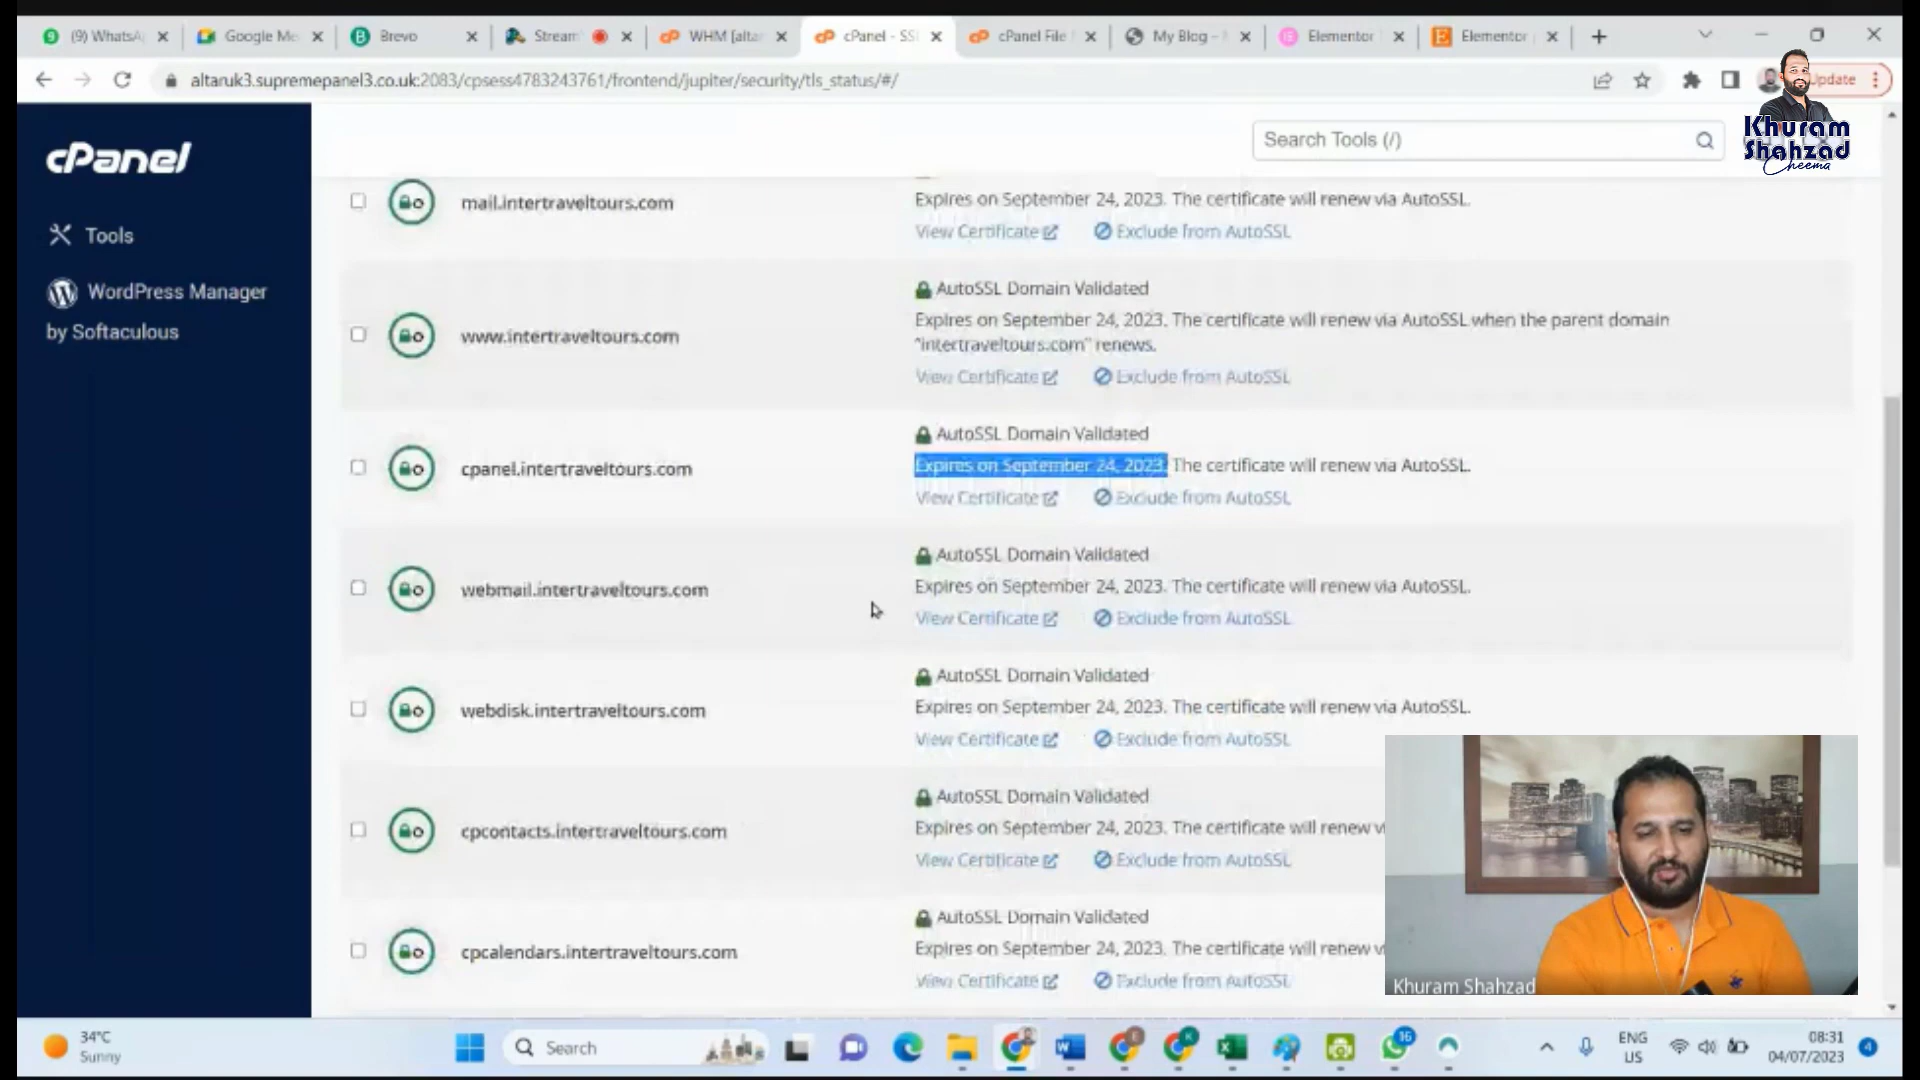 (9) WhatsA
Google Me
Brevo
Stream
WHM [altar
cPanel - SS
cPanel File
My Blog -
Elementor
Elementor
altaruk3.supremepanel3.co.uk:2083/cpsess4783243761/frontend/jupiter/security/tls_status/#/
Update
cPanel
Search Tools (/)
Khuram
Shahzad
Cheema
Tools
WordPress Manager
by Softaculous
mail.intertraveltours.com
Expires on September 24, 2023. The certificate will renew via AutoSSL.
View Certificate
Exclude from AutoSSL
www.intertraveltours.com
AutoSSL Domain Validated
Expires on September 24, 2023. The certificate will renew via AutoSSL when the parent domain
"intertraveltours.com" renews.
View Certificate
Exclude from AutoSSL
cpanel.intertraveltours.com
AutoSSL Domain Validated
Expires on September 24, 2023. The certificate will renew via AutoSSL.
View Certificate
Exclude from AutoSSL
webmail.intertraveltours.com
AutoSSL Domain Validated
Expires on September 24, 2023. The certificate will renew via AutoSSL.
View Certificate
Exclude from AutoSSL
webdisk.intertraveltours.com
AutoSSL Domain Validated
Expires on September 24, 2023. The certificate will renew via AutoSSL.
View Certificate
Exclude from AutoSSL
cpcontacts.intertraveltours.com
AutoSSL Domain Validated
Expires on September 24, 2023. The certificate will renew v
View Certificate
Exclude from AutoSSL
cpcalendars.intertraveltours.com
AutoSSL Domain Validated
Expires on September 24, 2023. The certificate will renew v
View Certificate
Exclude from AutoSSL
Khuram Shahzad
34°C
Sunny
Search
16
ENG
US
08:31
04/07/2023
4